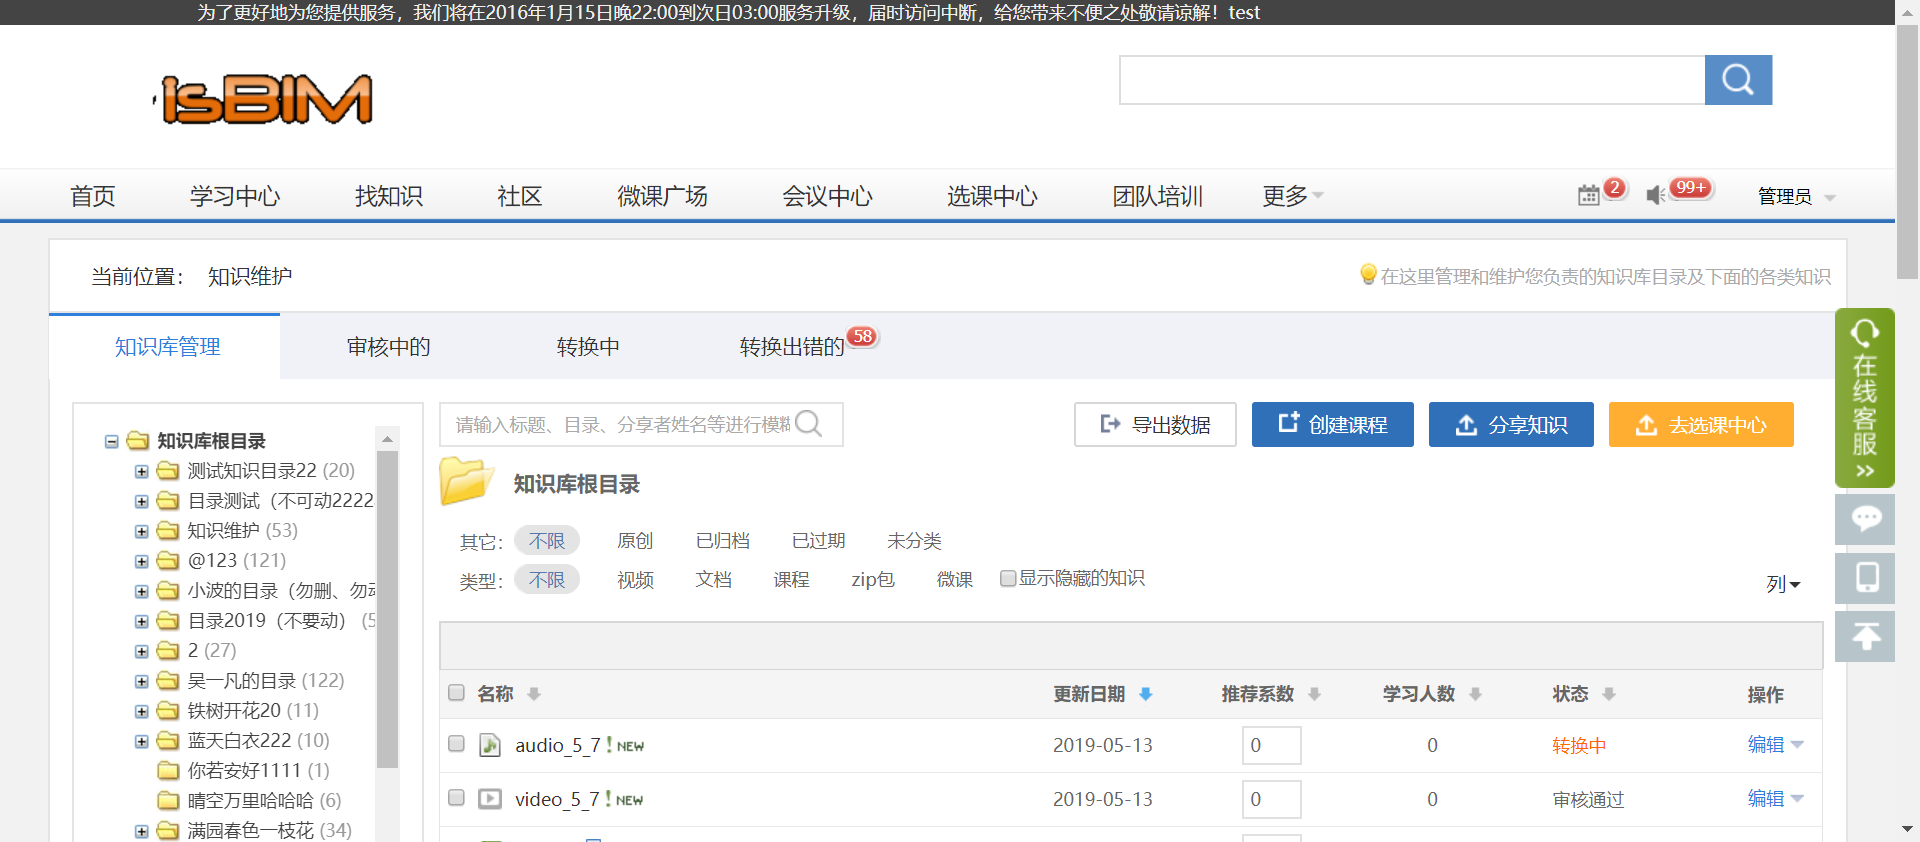 为了更好地为您提供服务，我们将在2016年1月15日晚22:00到次日03:00服务升级，届时访问中断，给您带来不便之处敬请谅解！test
isBIM
首页 学习中心 找知识 社区 微课广场 会议中心 选课中心 团队培训 更多 2 99+ 管理员
当前位置： 知识维护 在这里管理和维护您负责的知识库目录及下面的各类知识
知识库管理 审核中的 转换中 转换出错的 58
在线客服
请输入标题、目录、分享者姓名等进行模糊 导出数据 创建课程 分享知识 去选课中心
知识库根目录
测试知识目录22 (20)
目录测试（不可动2222
知识维护 (53)
@123 (121)
小波的目录（勿删、勿动
目录2019（不要动） (5
2 (27)
吴一凡的目录 (122)
铁树开花20 (11)
蓝天白衣222 (10)
你若安好1111 (1)
晴空万里哈哈哈 (6)
满园春色一枝花 (34)
知识库根目录
其它： 不限 原创 已归档 已过期 未分类
类型： 不限 视频 文档 课程 zip包 微课 显示隐藏的知识
列
名称 更新日期 推荐系数 学习人数 状态 操作
audio_5_7 ! NEW 2019-05-13 0 0 转换中 编辑
video_5_7 ! NEW 2019-05-13 0 0 审核通过 编辑